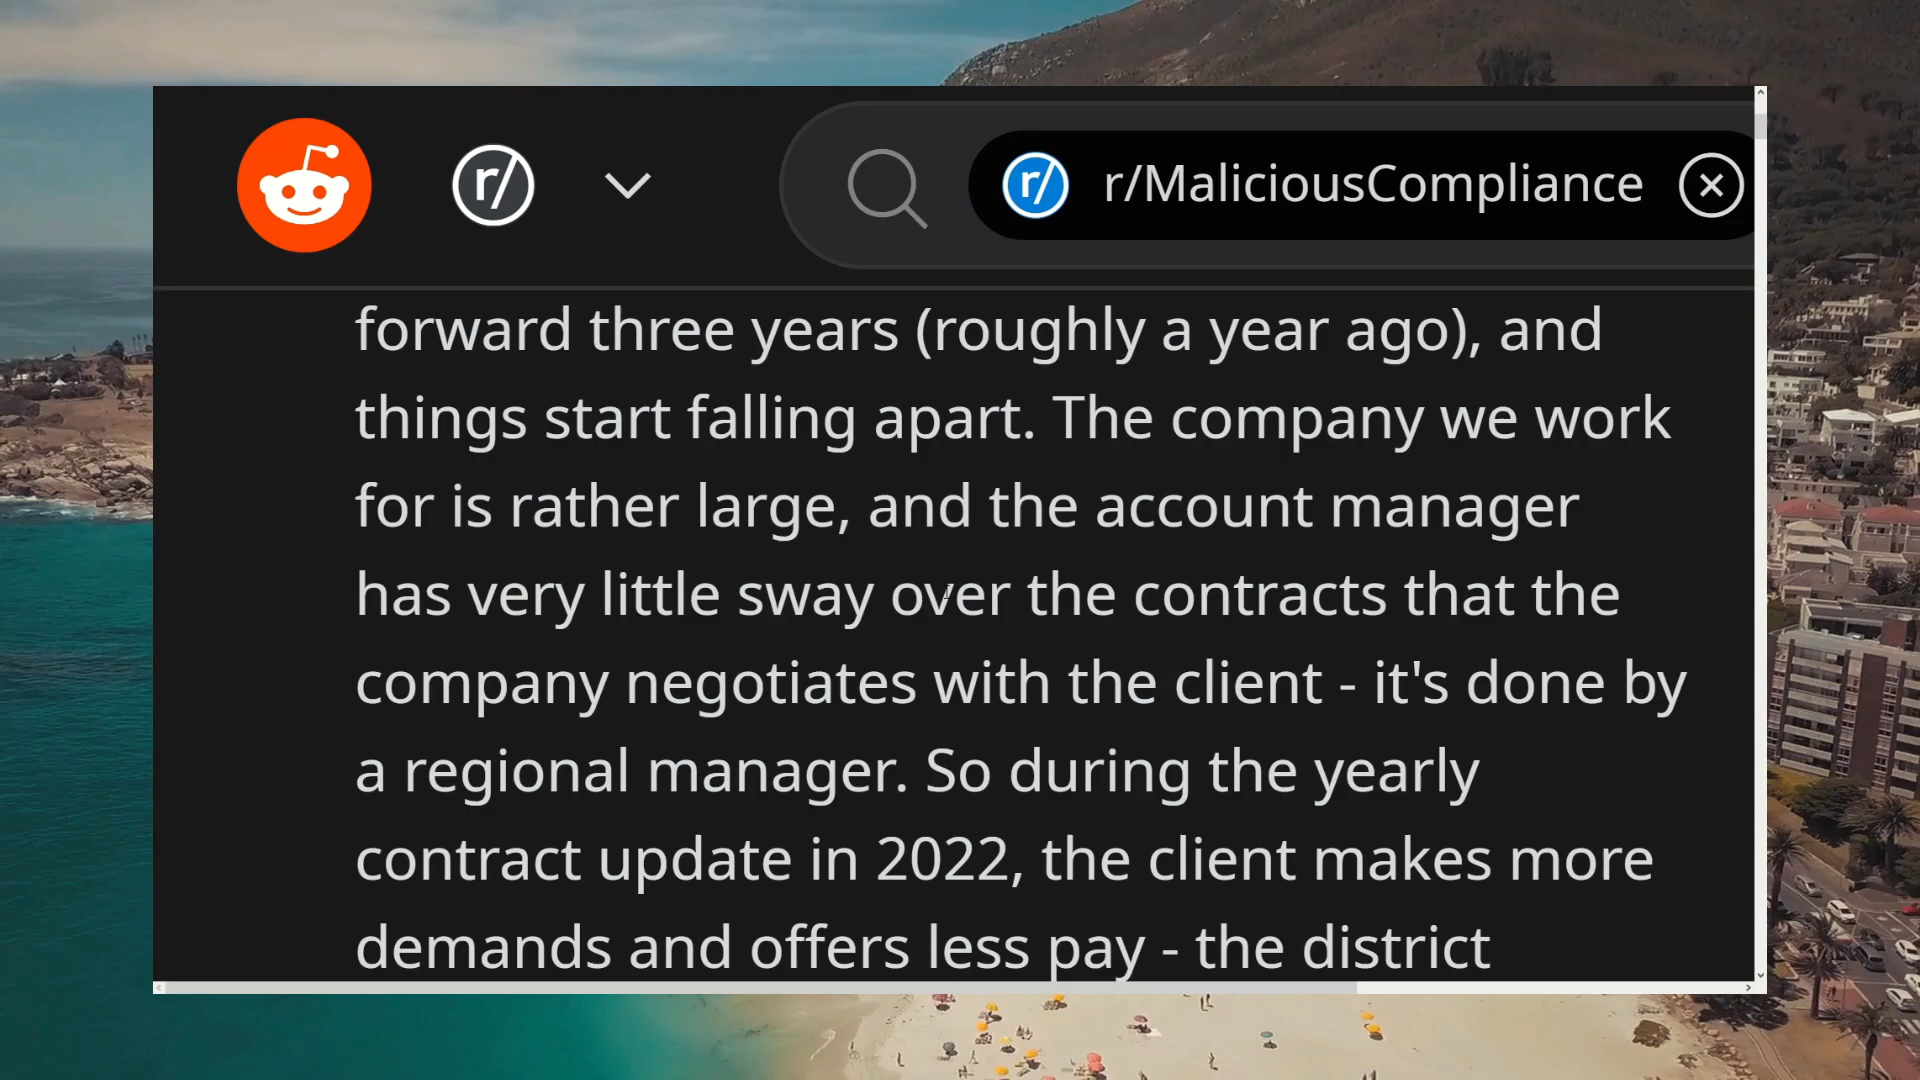 r/
r/ r/MaliciousCompliance
forward three years (roughly a year ago), and
things start falling apart. The company we work
for is rather large, and the account manager
has very little sway over the contracts that the
company negotiates with the client - it's done by
a regional manager. So during the yearly
contract update in 2022, the client makes more
demands and offers less pay - the district